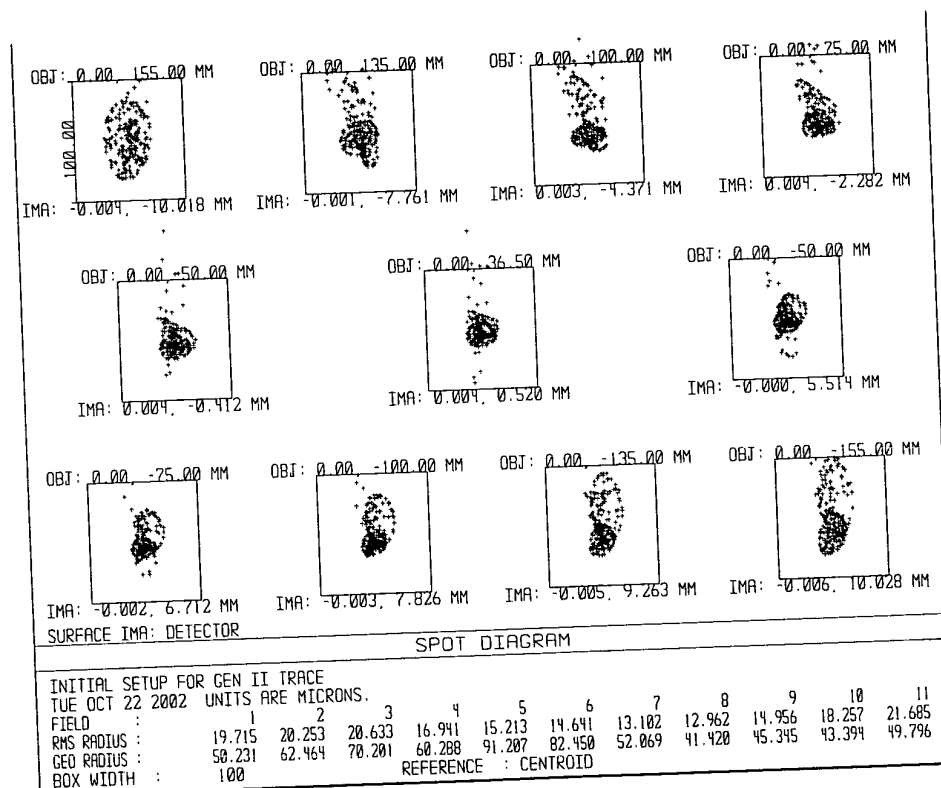 OBJ: 0.00, 155.00 MM OBJ: 0.00, 135.00 MM OBJ: 0.00, 100.00 MM OBJ: 0.00, 75.00 MM
100.00
IMA: -0.004, -10.018 MM IMA: -0.001, -7.761 MM IMA: 0.003, -4.371 MM IMA: 0.004, -2.282 MM
OBJ: 0.00, 50.00 MM OBJ: 0.00, 36.50 MM OBJ: 0.00, -50.00 MM
IMA: 0.004, -0.412 MM IMA: 0.004, 0.520 MM IMA: -0.000, 5.514 MM
OBJ: 0.00, -75.00 MM OBJ: 0.00, -100.00 MM OBJ: 0.00, -135.00 MM OBJ: 0.00, -155.00 MM
IMA: -0.002, 6.712 MM IMA: -0.003, 7.826 MM IMA: -0.005, 9.263 MM IMA: -0.006, 10.028 MM
SURFACE IMA: DETECTOR
SPOT DIAGRAM
INITIAL SETUP FOR GEN II TRACE
TUE OCT 22 2002 UNITS ARE MICRONS.
FIELD : 1 2 3 4 5 6 7 8 9 10 11
RMS RADIUS : 19.715 20.253 20.633 16.941 15.213 14.641 13.102 12.962 14.956 18.257 21.685
GEO RADIUS : 50.231 62.464 70.201 60.288 91.207 82.450 52.069 41.420 45.345 43.394 49.796
BOX WIDTH : 100 REFERENCE : CENTROID